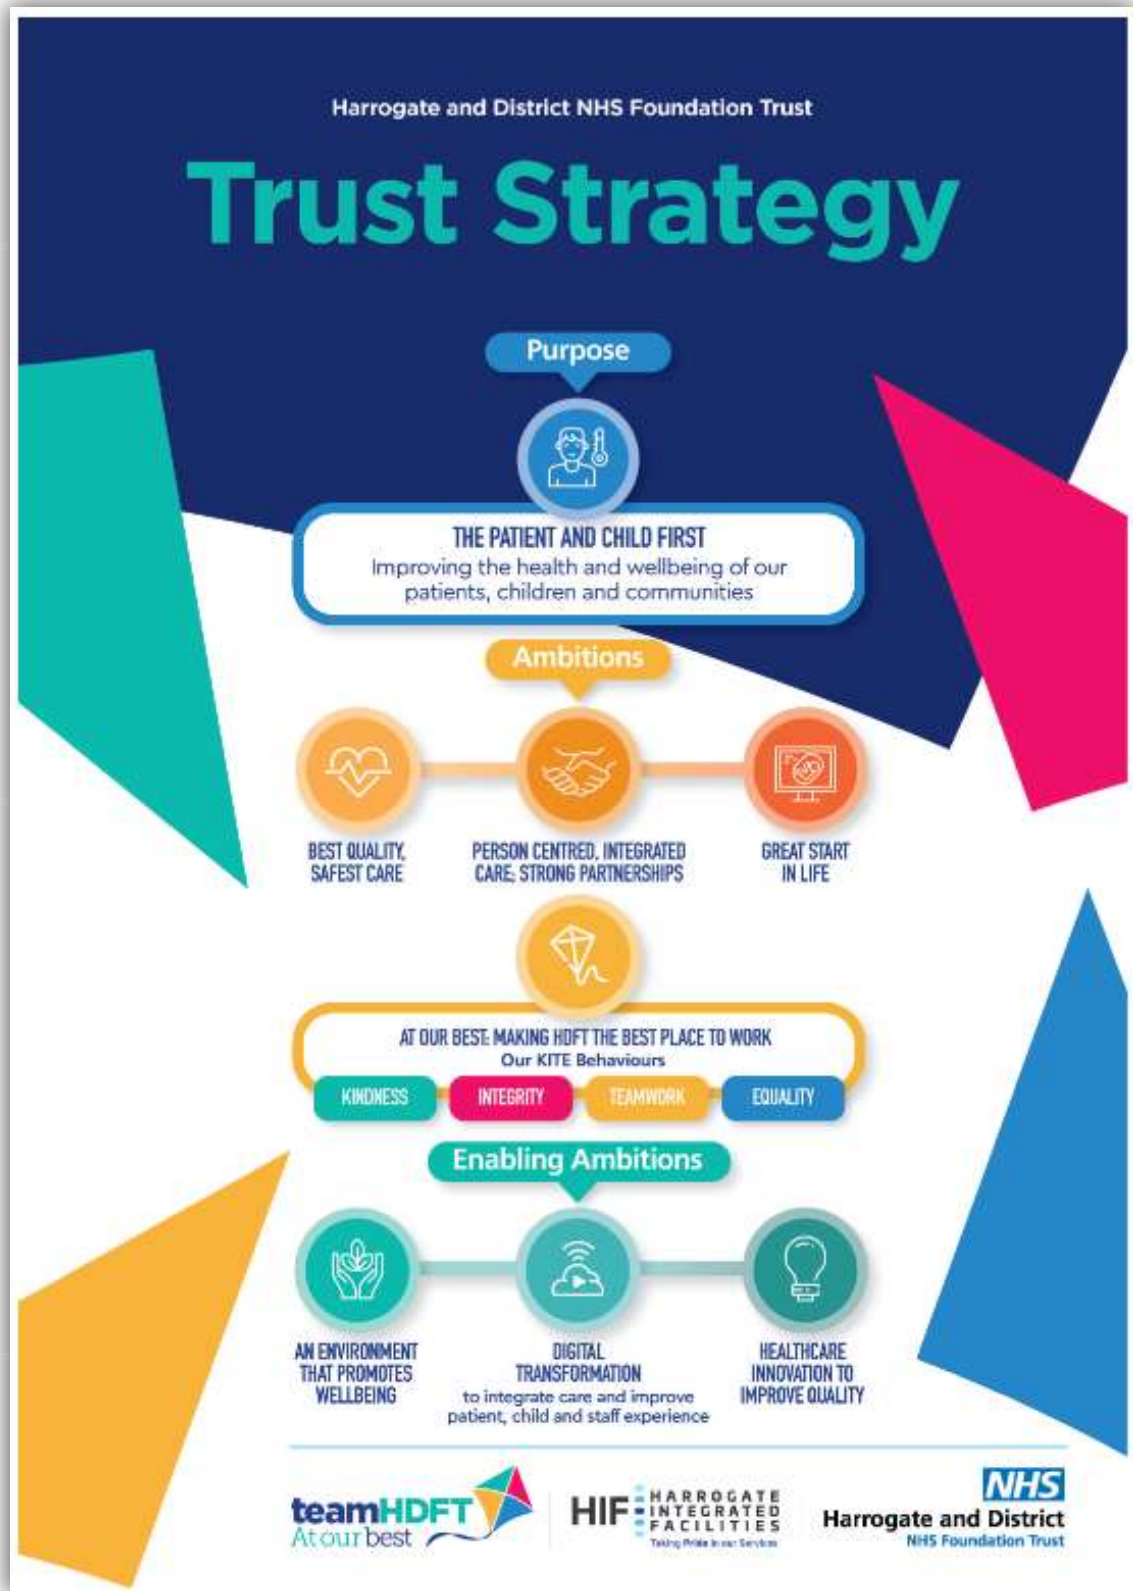 Harrogate and District NHS Foundation Trust
Trust Strategy
Purpose
THE PATIENT AND CHILD FIRST
Improving the health and wellbeing of our
patients, children and communities
Ambitions
BEST QUALITY,
SAFEST CARE
PERSON CENTRED, INTEGRATED
CARE; STRONG PARTNERSHIPS
GREAT START
IN LIFE
AT OUR BEST: MAKING HDFT THE BEST PLACE TO WORK
Our KITE Behaviours
KINDNESS
INTEGRITY
TEAMWORK
EQUALITY
Enabling Ambitions
AN ENVIRONMENT
THAT PROMOTES
WELLBEING
DIGITAL
TRANSFORMATION
to integrate care and improve
patient, child and staff experience
HEALTHCARE
INNOVATION TO
IMPROVE QUALITY
teamHDFT
At our best
HIF
HARROGATE
INTEGRATED
FACILITIES
Taking Pride in our Services
NHS
Harrogate and District
NHS Foundation Trust